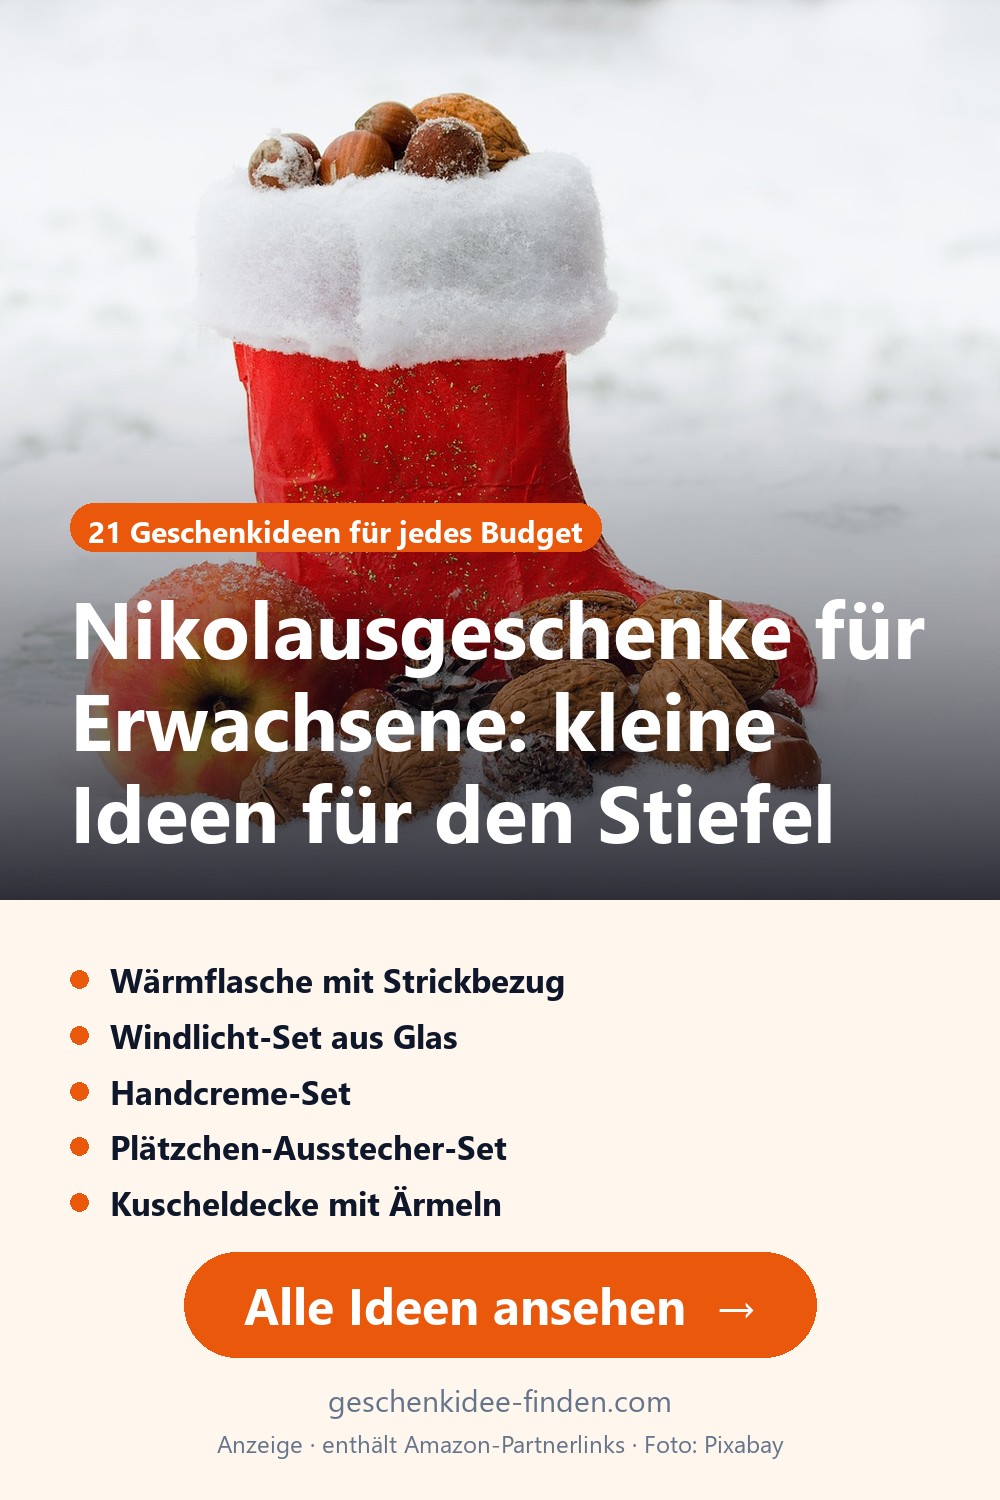 21 Geschenkideen für jedes Budget
Nikolausgeschenke für
Erwachsene: kleine
Ideen für den Stiefel
Wärmflasche mit Strickbezug
Windlicht-Set aus Glas
Handcreme-Set
Plätzchen-Ausstecher-Set
Kuscheldecke mit Ärmeln
Alle Ideen ansehen →
geschenkidee-finden.com
Anzeige · enthält Amazon-Partnerlinks · Foto: Pixabay